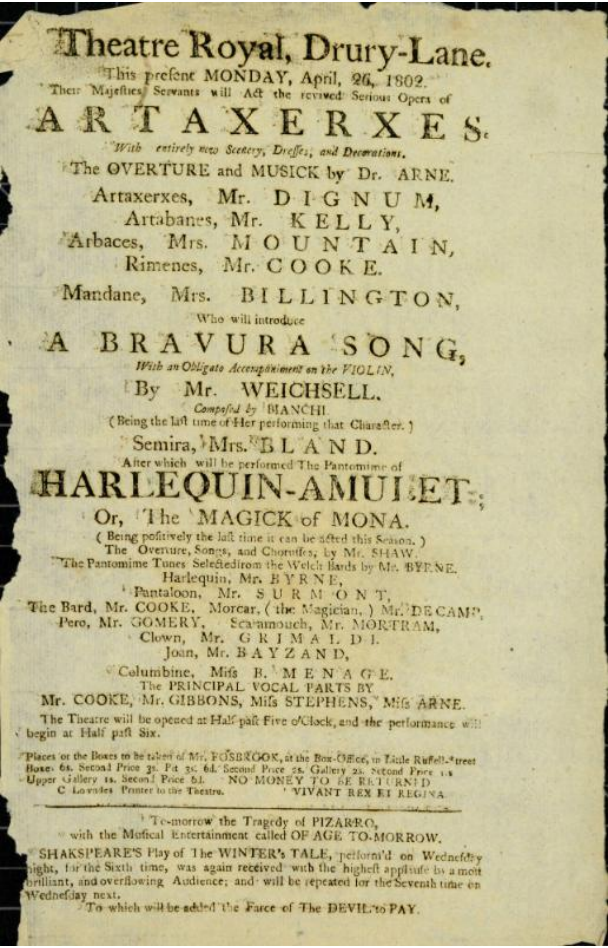 Theatre Royal, Drury-Lane.
This preſent MONDAY, April, 26, 1802.
Their Majeſties Servants will Act the revived Serious Opera of
ARTAXERXES.
With entirely new Scenery, Dreſſes, and Decorations.
The OVERTURE and MUSICK by Dr. ARNE.
Artaxerxes, Mr. DIGNUM,
Artabanes, Mr. KELLY,
Arbaces, Mrs. MOUNTAIN,
Rimenes, Mr. COOKE.
Mandane, Mrs. BILLINGTON,
Who will introduce
A BRAVURA SONG,
With an Obligato Accompaniment on the VIOLIN,
By Mr. WEICHSELL.
Compoſed by BIANCHI
(Being the laſt time of Her performing that Character.)
Semira, Mrs. BLAND.
After which will be performed The Pantomime of
HARLEQUIN-AMULET;
Or, The MAGICK of MONA.
(Being poſitively the laſt time it can be acted this Season.)
The Overture, Songs, and Choruſſes, by Mr. SHAW.
The Pantomime Tunes Selected from the Welch Bards by Mr. BYRNE.
Harlequin, Mr. BYRNE,
Pantaloon, Mr. SURMONT,
The Bard, Mr. COOKE, Morcar, (the Magician,) Mr. DE CAMP,
Pero, Mr. GOMERY, Scaramouch, Mr. MORTRAM,
Clown, Mr. GRIMALDI.
Joan, Mr. BAYZAND,
Columbine, Miſs B. MENAGE.
The PRINCIPAL VOCAL PARTS BY
Mr. COOKE, Mr. GIBBONS, Miſs STEPHENS, Miſs ARNE.
The Theatre will be opened at Half paſt Five o'Clock, and the performance will
begin at Half paſt Six.
Places for the Boxes to be taken of Mr. FOSBROOK, at the Box-Office, in Little Ruſſell-ſtreet
Boxes 6s. Second Price 3s. Pit 3s. 6d. Second Price 2s. Gallery 2s. Second Price 1s
Upper Gallery 1s. Second Price 6d. NO MONEY TO BE RETURNED
C Lowndes Printer to the Theatre. VIVANT REX ET REGINA
To-morrow the Tragedy of PIZARRO,
with the Muſical Entertainment called OF AGE TO-MORROW.
SHAKSPEARE'S Play of The WINTER's TALE, perform'd on Wedneſday
night, for the Sixth time, was again received with the higheſt applauſe by a moſt
brilliant, and overflowing Audience; and will be repeated for the Seventh time on
Wedneſday next.
To which will be added the Farce of The DEVIL to PAY.